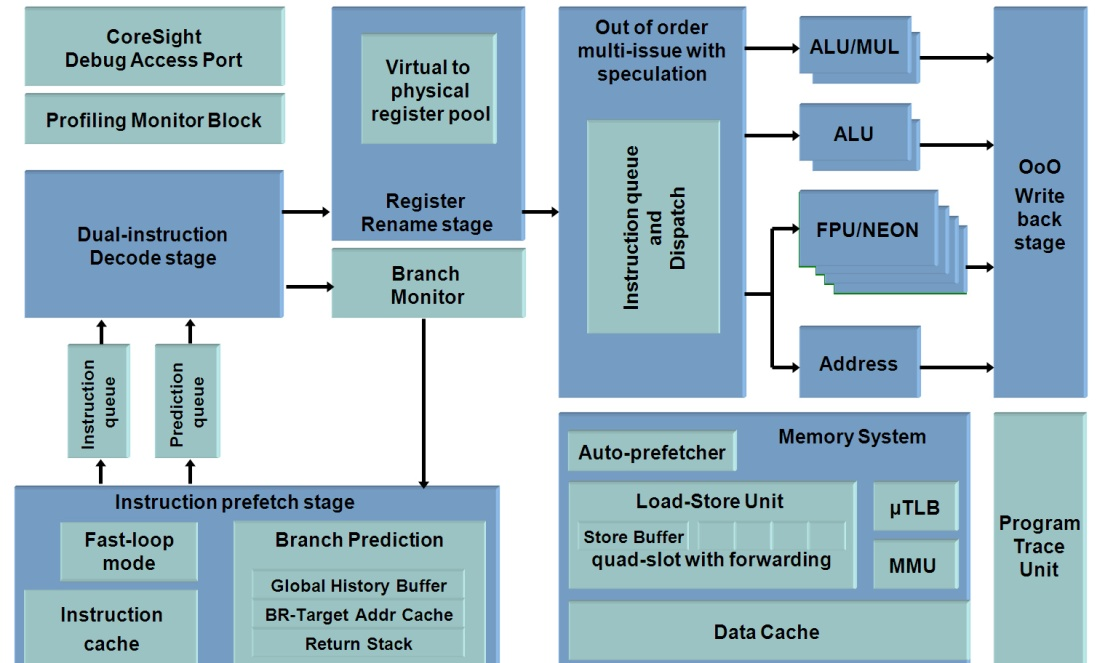 CoreSight
Debug Access Port
Profiling Monitor Block
Dual-instruction
Decode stage
Virtual to
physical
register pool
Register
Rename stage
Branch
Monitor
Out of order
multi-issue with
speculation
Instruction queue
and
Dispatch
ALU/MUL
ALU
FPU/NEON
Address
OoO
Write
back
stage
Instruction
queue
Prediction
queue
Instruction prefetch stage
Fast-loop
mode
Instruction
cache
Branch Prediction
Global History Buffer
BR-Target Addr Cache
Return Stack
Memory System
Auto-prefetcher
Load-Store Unit
Store Buffer
quad-slot with forwarding
μTLB
MMU
Data Cache
Program
Trace
Unit